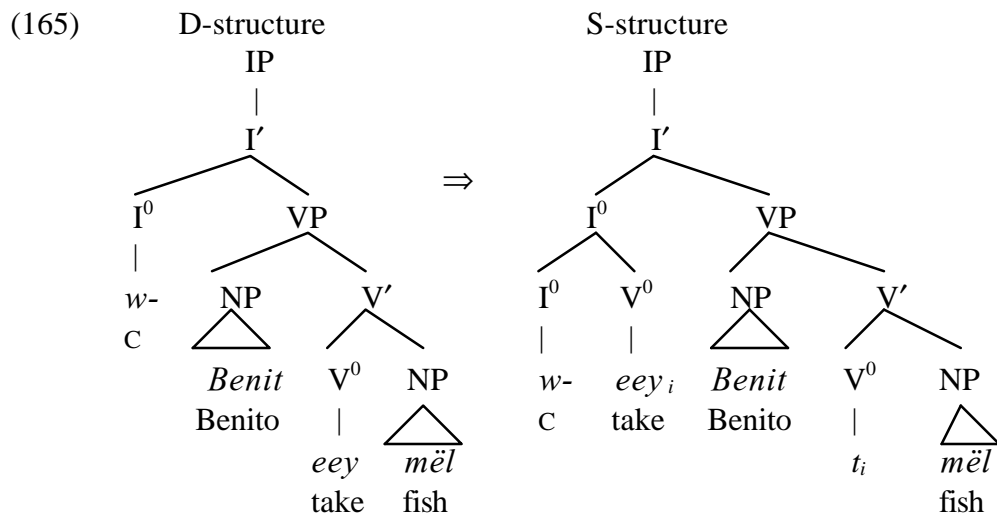 (165) D-structure S-structure
IP IP
| |
I′ I′
⇒
I⁰ VP I⁰ VP
|
w- NP V′ I⁰ V⁰ NP V′
C | |
Benit V⁰ NP w- eey i Benit V⁰ NP
Benito | C take Benito |
eey mël tᵢ mël
take fish fish